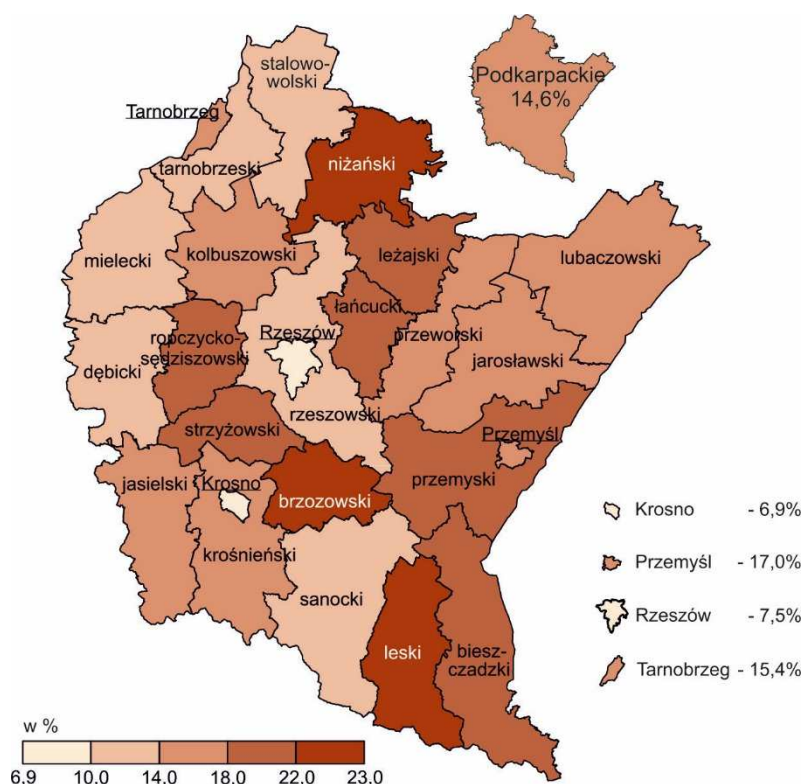 stalowo-
wolski
Podkarpackie
14,6%
Tarnobrzeg
tarnobrzeski
niżański
mielecki
kolbuszowski
leżajski
lubaczowski
łańcucki
ropczycko-
sędziszowski
Rzeszów
przeworski
jarosławski
dębicki
rzeszowski
strzyżowski
Przemyśl
jasielski
Krosno
brzozowski
przemyski
krośnieński
sanocki
leski
biesz-
czadzki
Krosno - 6,9%
Przemyśl - 17,0%
Rzeszów - 7,5%
Tarnobrzeg - 15,4%
w %
6,9 10,0 14,0 18,0 22,0 23,0